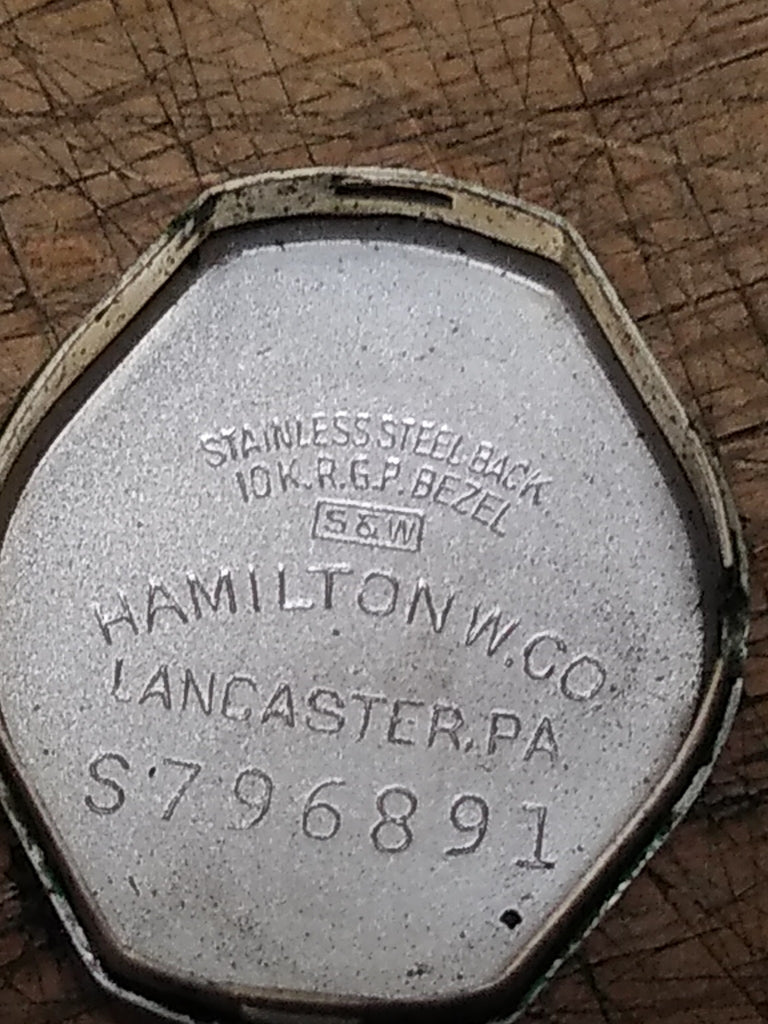 STAINLESS STEEL BACK
10K. R.G.P. BEZEL
S & W
HAMILTON W. CO.
LANCASTER, PA
S796891